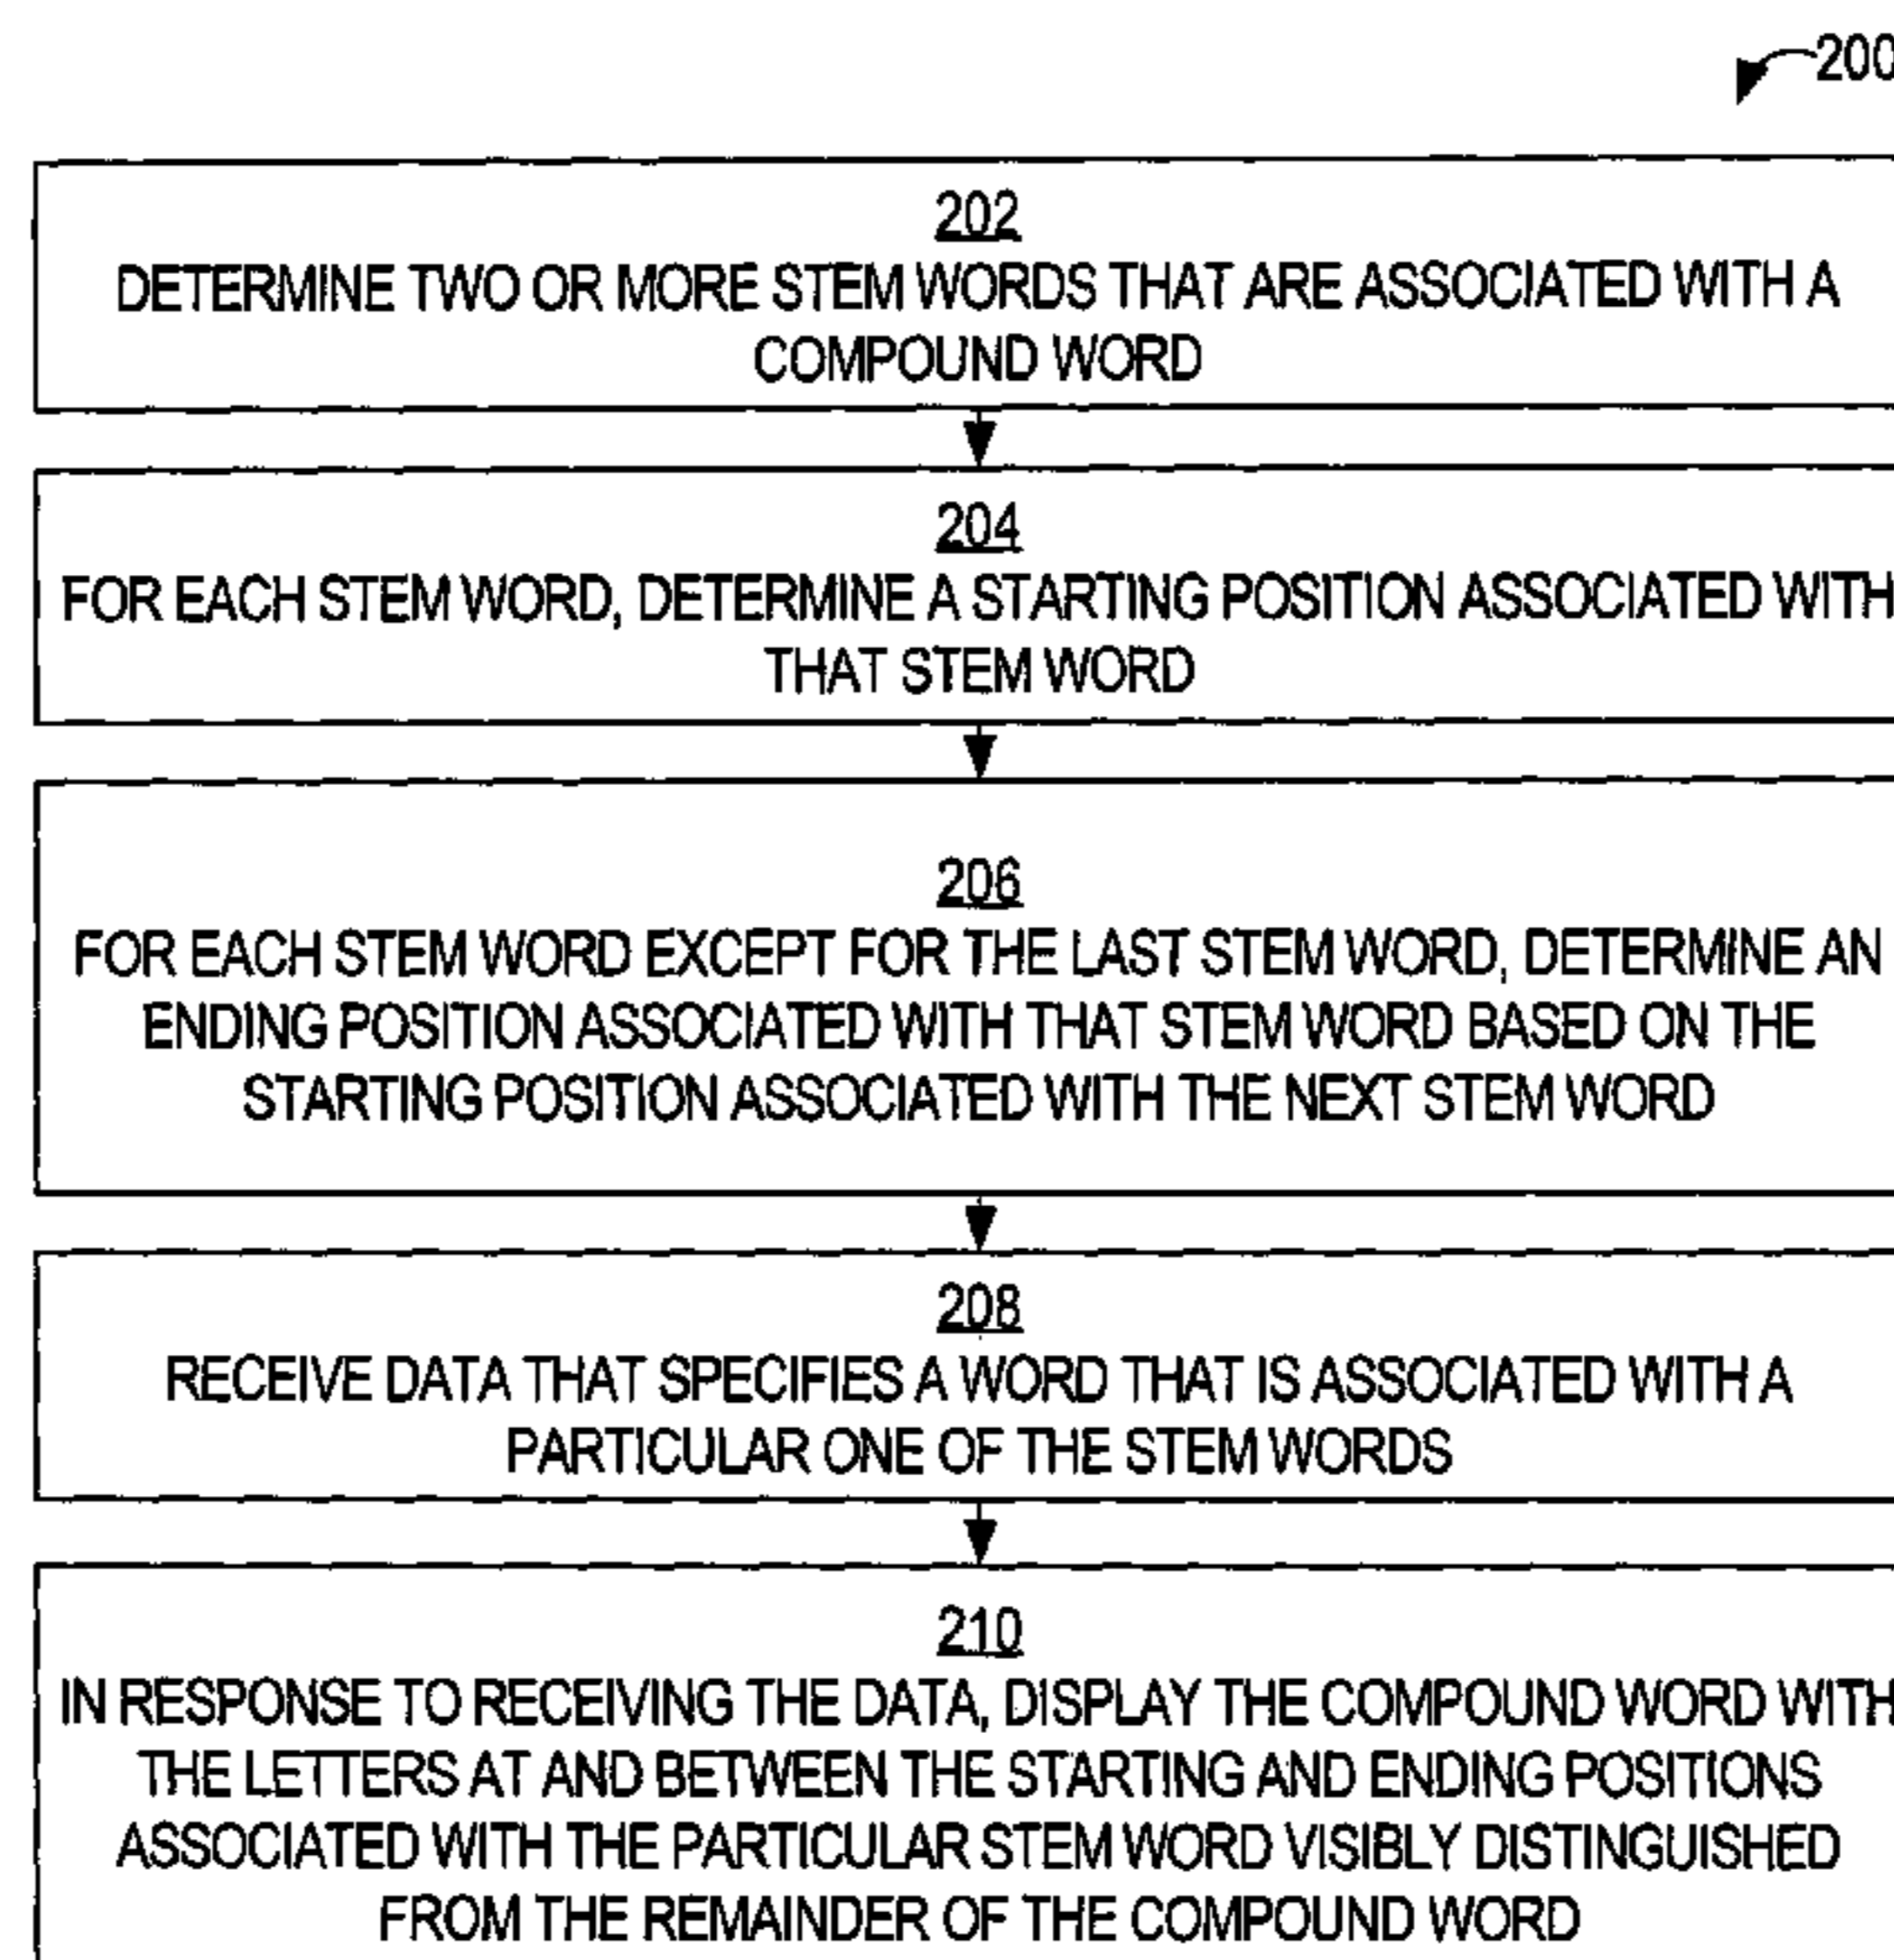 200
202
DETERMINE TWO OR MORE STEM WORDS THAT ARE ASSOCIATED WITH A
COMPOUND WORD
204
FOR EACH STEM WORD, DETERMINE A STARTING POSITION ASSOCIATED WITH
THAT STEM WORD
206
FOR EACH STEM WORD EXCEPT FOR THE LAST STEM WORD, DETERMINE AN
ENDING POSITION ASSOCIATED WITH THAT STEM WORD BASED ON THE
STARTING POSITION ASSOCIATED WITH THE NEXT STEM WORD
208
RECEIVE DATA THAT SPECIFIES A WORD THAT IS ASSOCIATED WITH A
PARTICULAR ONE OF THE STEM WORDS
210
IN RESPONSE TO RECEIVING THE DATA, DISPLAY THE COMPOUND WORD WITH
THE LETTERS AT AND BETWEEN THE STARTING AND ENDING POSITIONS
ASSOCIATED WITH THE PARTICULAR STEM WORD VISIBLY DISTINGUISHED
FROM THE REMAINDER OF THE COMPOUND WORD